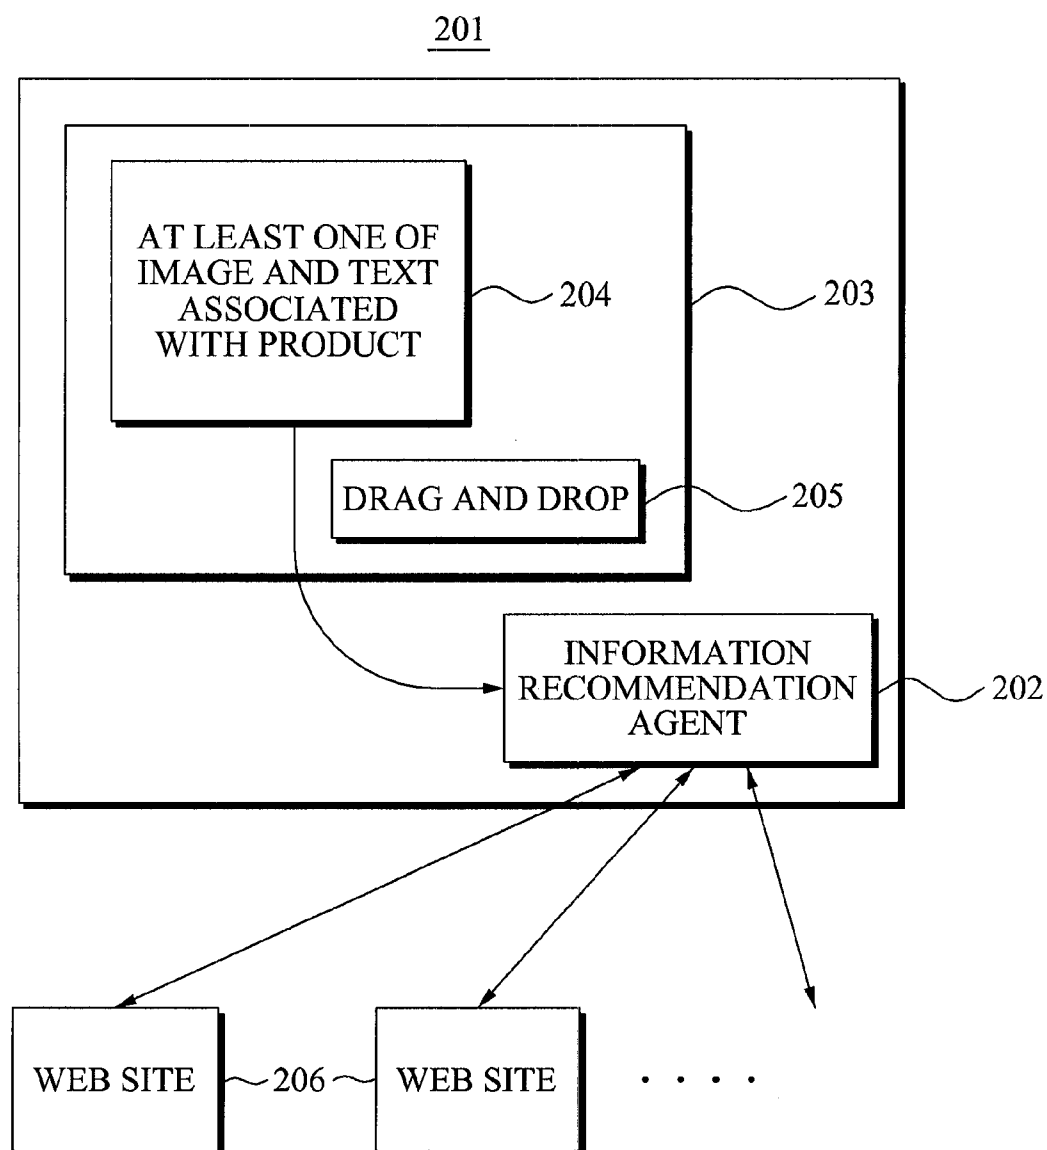 201
AT LEAST ONE OF
IMAGE AND TEXT
ASSOCIATED
WITH PRODUCT
204
203
DRAG AND DROP
205
INFORMATION
RECOMMENDATION
AGENT
202
WEB SITE
206
WEB SITE
. . . .